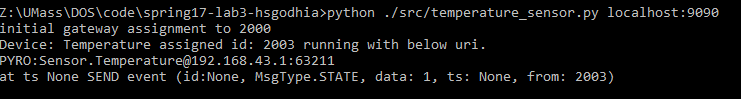 Z:\UMass\DOS\code\spring17-lab3-hsgodhia>python ./src/temperature_sensor.py localhost:9090
initial gateway assignment to 2000
Device: Temperature assigned id: 2003 running with below uri.
PYRO:Sensor.Temperature@192.168.43.1:63211
at ts None SEND event (id:None, MsgType.STATE, data: 1, ts: None, from: 2003)